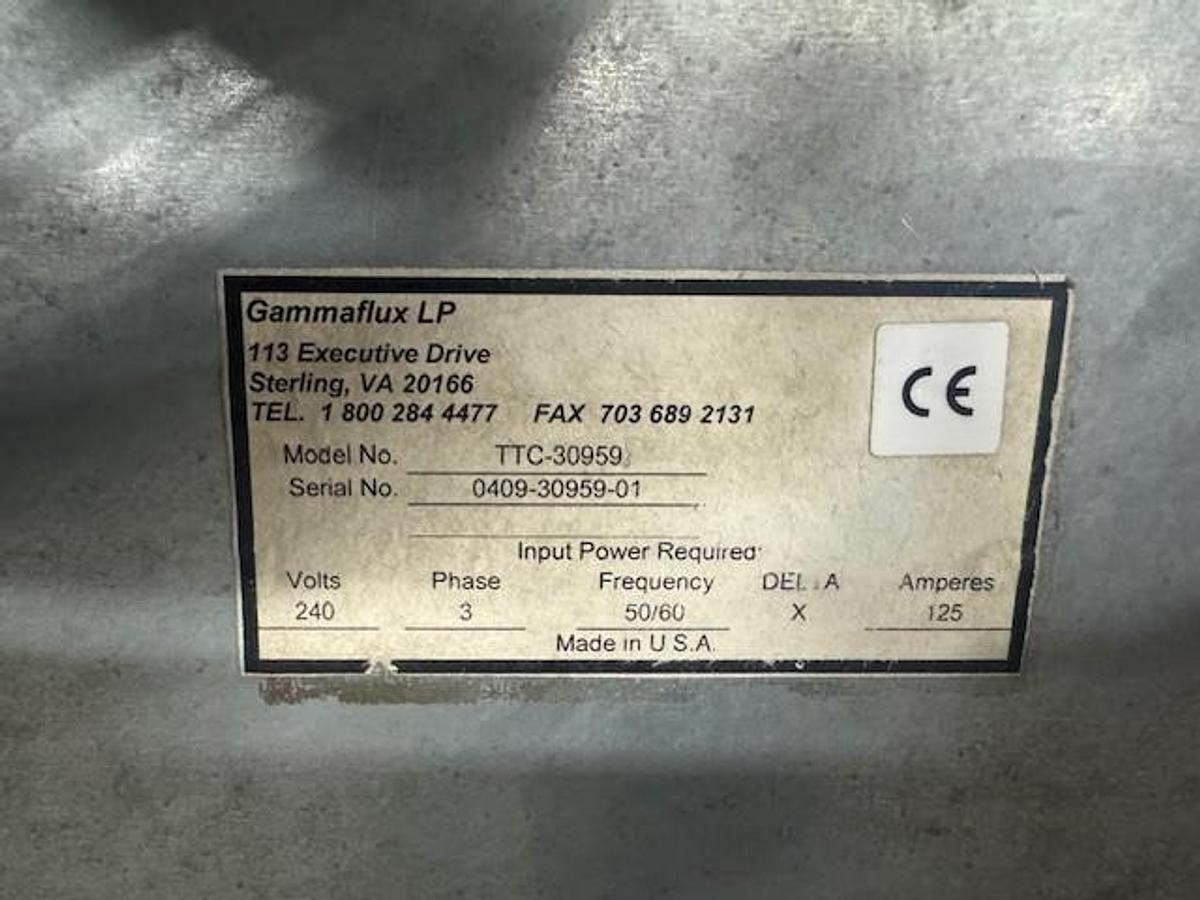 Gammaflux LP
113 Executive Drive
Sterling, VA 20166
TEL. 1 800 284 4477 FAX 703 689 2131
CE
Model No. TTC-30959
Serial No. 0409-30959-01
Input Power Required
Volts Phase Frequency DELTA Amperes
240 3 50/60 X 125
Made in U.S.A.